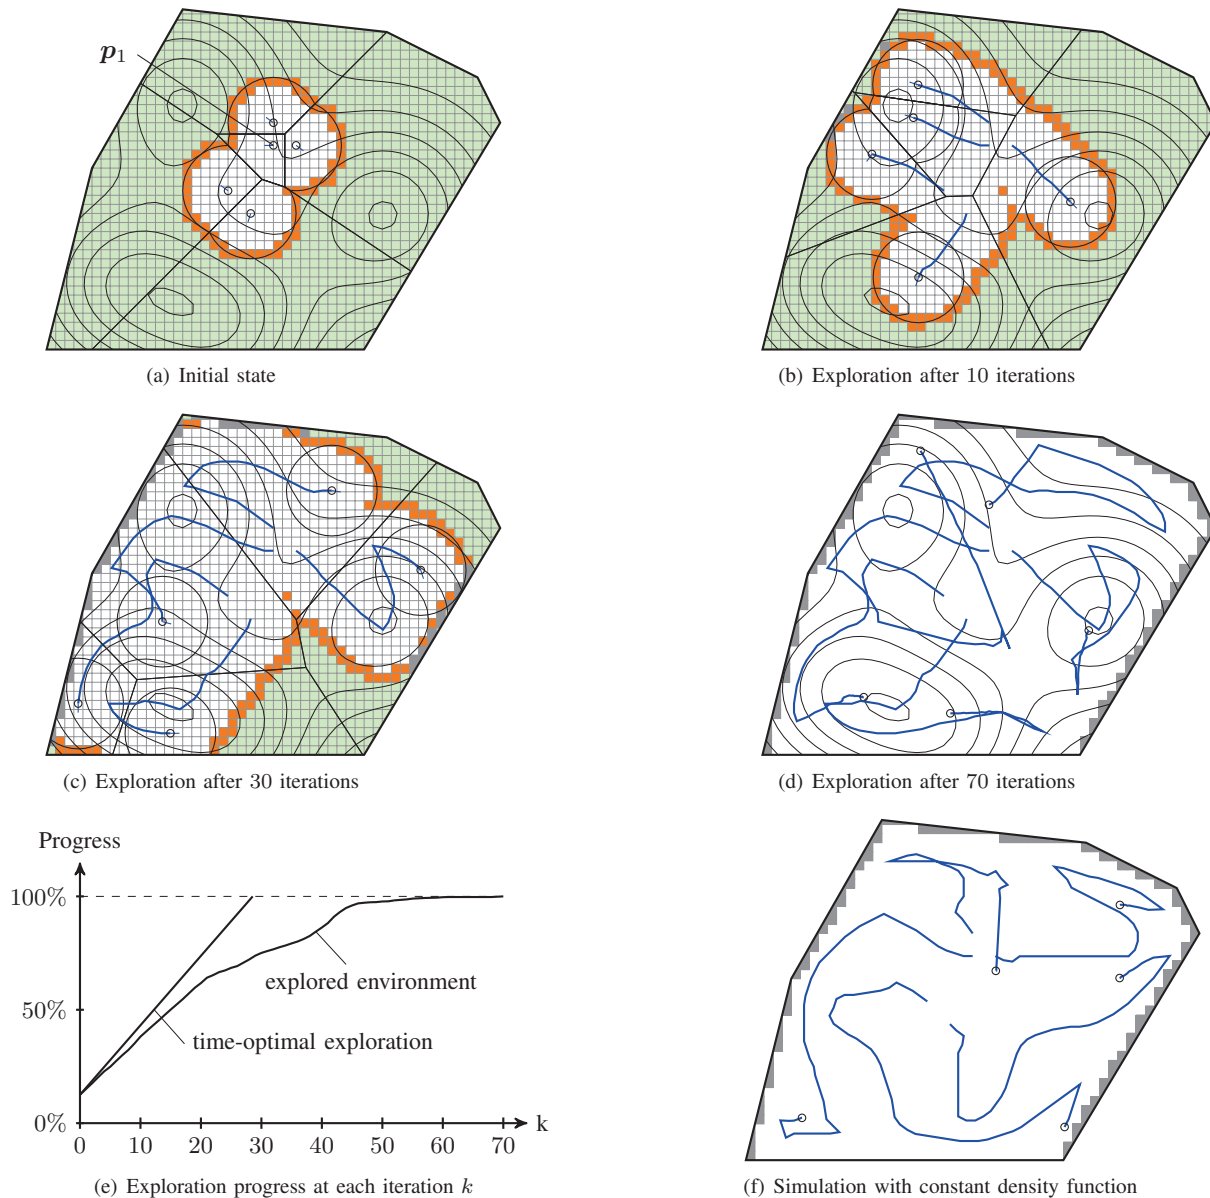 p1
(a) Initial state
(b) Exploration after 10 iterations
(c) Exploration after 30 iterations
(d) Exploration after 70 iterations
Progress
100%
50%
0%
explored environment
time-optimal exploration
0 10 20 30 40 50 60 70
k
(e) Exploration progress at each iteration k
(f) Simulation with constant density function